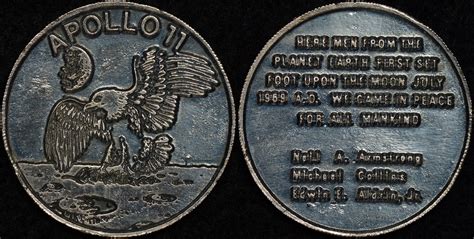 APOLLO 11
HERE MEN FROM THE
PLANET EARTH FIRST SET
FOOT UPON THE MOON JULY
1969 A.D. WE CAME IN PEACE
FOR ALL MANKIND
Neil A. Armstrong
Michael Collins
Edwin E. Aldrin, Jr.